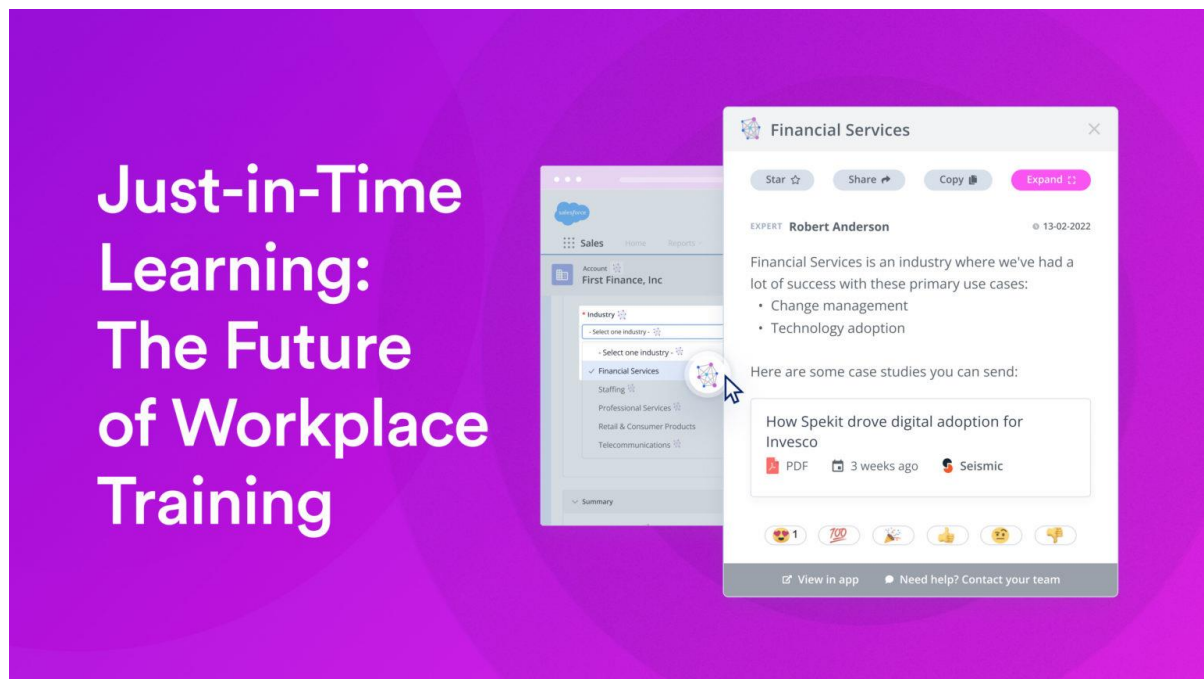 Just-in-Time
Learning:
The Future
of Workplace
Training
salesforce
Sales Home Reports
Account
First Finance, Inc
* Industry
- Select one industry -
- Select one industry -
Financial Services
Staffing
Professional Services
Retail & Consumer Products
Telecommunications
Summary
Financial Services
Star Share Copy Expand
EXPERT Robert Anderson 13-02-2022
Financial Services is an industry where we've had a
lot of success with these primary use cases:
• Change management
• Technology adoption
Here are some case studies you can send:
How Spekit drove digital adoption for
Invesco
PDF 3 weeks ago Seismic
😍 1 💯 🎉 👍 🤨 👎
View in app Need help? Contact your team